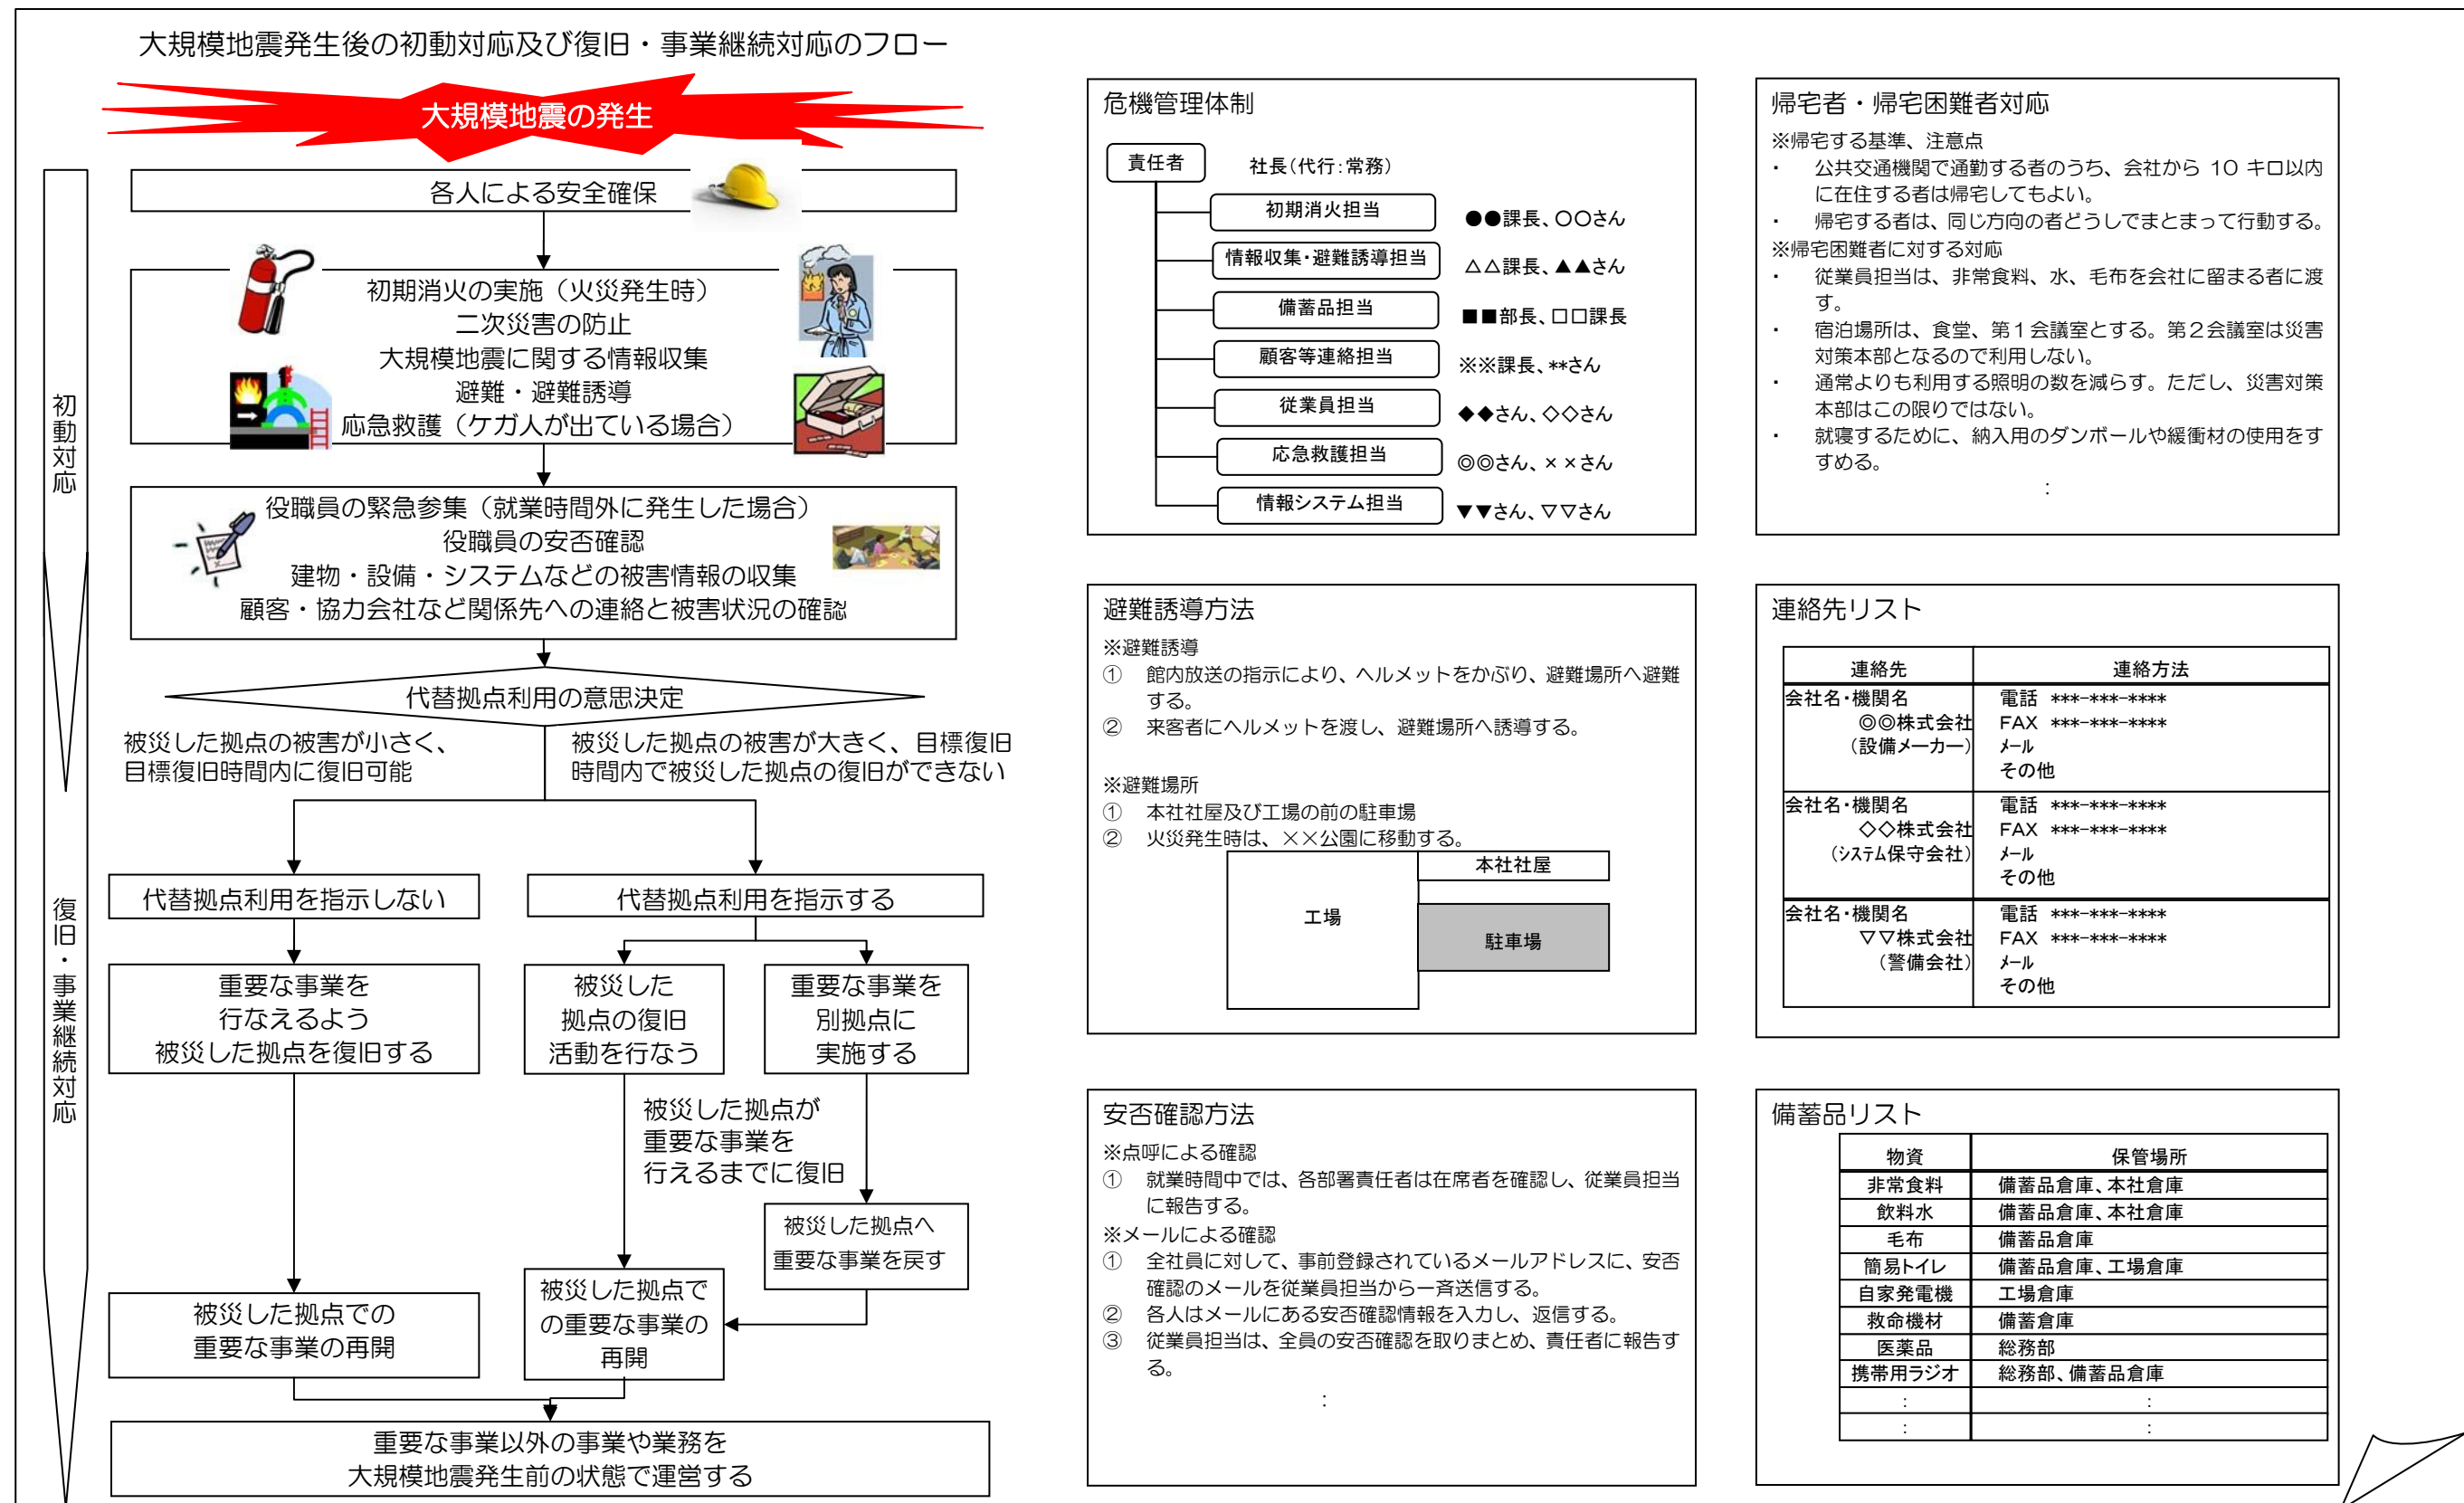 大規模地震発生後の初動対応及び復旧・事業継続対応のフロー
大規模地震の発生
初動対応
復旧・事業継続対応
各人による安全確保
初期消火の実施（火災発生時）
二次災害の防止
大規模地震に関する情報収集
避難・避難誘導
応急救護（ケガ人が出ている場合）
役職員の緊急参集（就業時間外に発生した場合）
役職員の安否確認
建物・設備・システムなどの被害情報の収集
顧客・協力会社など関係先への連絡と被害状況の確認
代替拠点利用の意思決定
被災した拠点の被害が小さく、
目標復旧時間内に復旧可能
被災した拠点の被害が大きく、目標復旧
時間内で被災した拠点の復旧ができない
代替拠点利用を指示しない
代替拠点利用を指示する
重要な事業を
行なえるよう
被災した拠点を復旧する
被災した
拠点の復旧
活動を行なう
重要な事業を
別拠点に
実施する
被災した拠点が
重要な事業を
行えるまでに復旧
被災した拠点へ
重要な事業を戻す
被災した拠点での
重要な事業の再開
被災した拠点で
の重要な事業の
再開
重要な事業以外の事業や業務を
大規模地震発生前の状態で運営する
危機管理体制
責任者 社長（代行：常務）
初期消火担当 ●●課長、○○さん
情報収集・避難誘導担当 △△課長、▲▲さん
備蓄品担当 ■■部長、□□課長
顧客等連絡担当 ※※課長、**さん
従業員担当 ◆◆さん、◇◇さん
応急救護担当 ◎◎さん、××さん
情報システム担当 ▼▼さん、▽▽さん
避難誘導方法
※避難誘導
① 館内放送の指示により、ヘルメットをかぶり、避難場所へ避難
する。
② 来客者にヘルメットを渡し、避難場所へ誘導する。
※避難場所
① 本社社屋及び工場の前の駐車場
② 火災発生時は、××公園に移動する。
本社社屋
工場
駐車場
安否確認方法
※点呼による確認
① 就業時間中では、各部署責任者は在席者を確認し、従業員担当
に報告する。
※メールによる確認
① 全社員に対して、事前登録されているメールアドレスに、安否
確認のメールを従業員担当から一斉送信する。
② 各人はメールにある安否確認情報を入力し、返信する。
③ 従業員担当は、全員の安否確認を取りまとめ、責任者に報告す
る。
：
帰宅者・帰宅困難者対応
※帰宅する基準、注意点
・ 公共交通機関で通勤する者のうち、会社から 10 キロ以内
に在住する者は帰宅してもよい。
・ 帰宅する者は、同じ方向の者どうしでまとまって行動する。
※帰宅困難者に対する対応
・ 従業員担当は、非常食料、水、毛布を会社に留まる者に渡
す。
・ 宿泊場所は、食堂、第１会議室とする。第２会議室は災害
対策本部となるので利用しない。
・ 通常よりも利用する照明の数を減らす。ただし、災害対策
本部はこの限りではない。
・ 就寝するために、納入用のダンボールや緩衝材の使用をす
すめる。
：
連絡先リスト
連絡先 連絡方法
会社名・機関名 電話 ***-***-****
◎◎株式会社 FAX ***-***-****
（設備メーカー） メール
その他
会社名・機関名 電話 ***-***-****
◇◇株式会社 FAX ***-***-****
（システム保守会社） メール
その他
会社名・機関名 電話 ***-***-****
▽▽株式会社 FAX ***-***-****
（警備会社） メール
その他
備蓄品リスト
物資 保管場所
非常食料 備蓄品倉庫、本社倉庫
飲料水 備蓄品倉庫、本社倉庫
毛布 備蓄品倉庫
簡易トイレ 備蓄品倉庫、工場倉庫
自家発電機 工場倉庫
救命機材 備蓄倉庫
医薬品 総務部
携帯用ラジオ 総務部、備蓄品倉庫
： ：
： ：